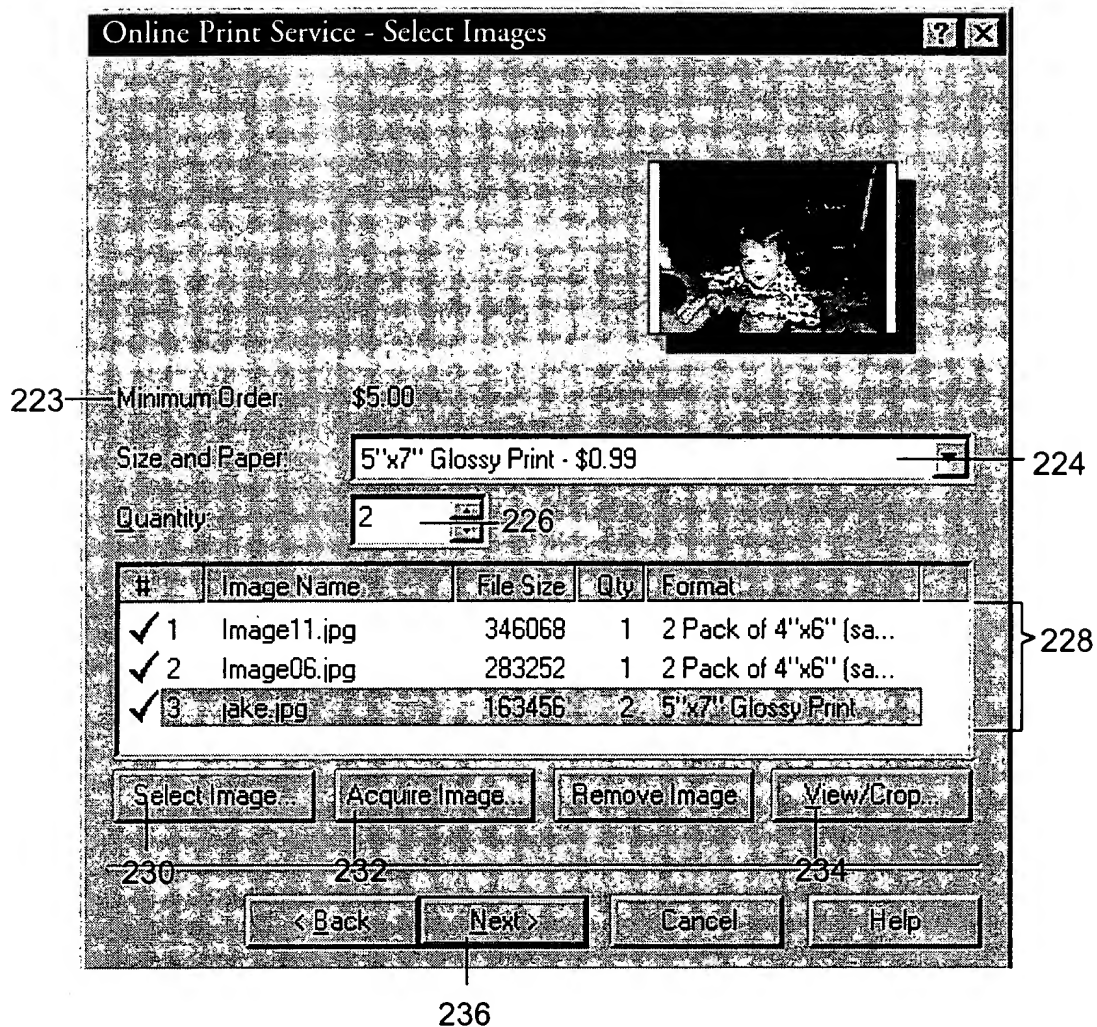 Online Print Service - Select Images
223 Minimum Order: $5.00
Size and Paper: 5"x7" Glossy Print - $0.99 224
Quantity: 2 226
# Image Name File Size Qty Format
1 Image11.jpg 346068 1 2 Pack of 4"x6" (sa...
2 Image06.jpg 283252 1 2 Pack of 4"x6" (sa... 228
3 jake.jpg 163456 2 5"x7" Glossy Print
Select Image... Acquire Image... Remove Image View/Crop...
230 232 234
< Back Next > Cancel Help
236